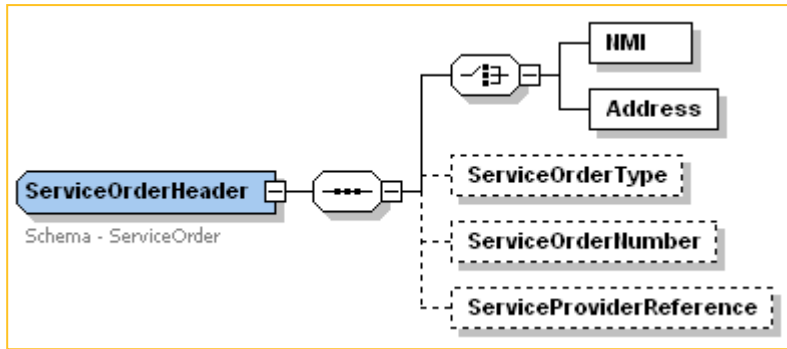 NMI
Address
ServiceOrderHeader
Schema - ServiceOrder
ServiceOrderType
ServiceOrderNumber
ServiceProviderReference